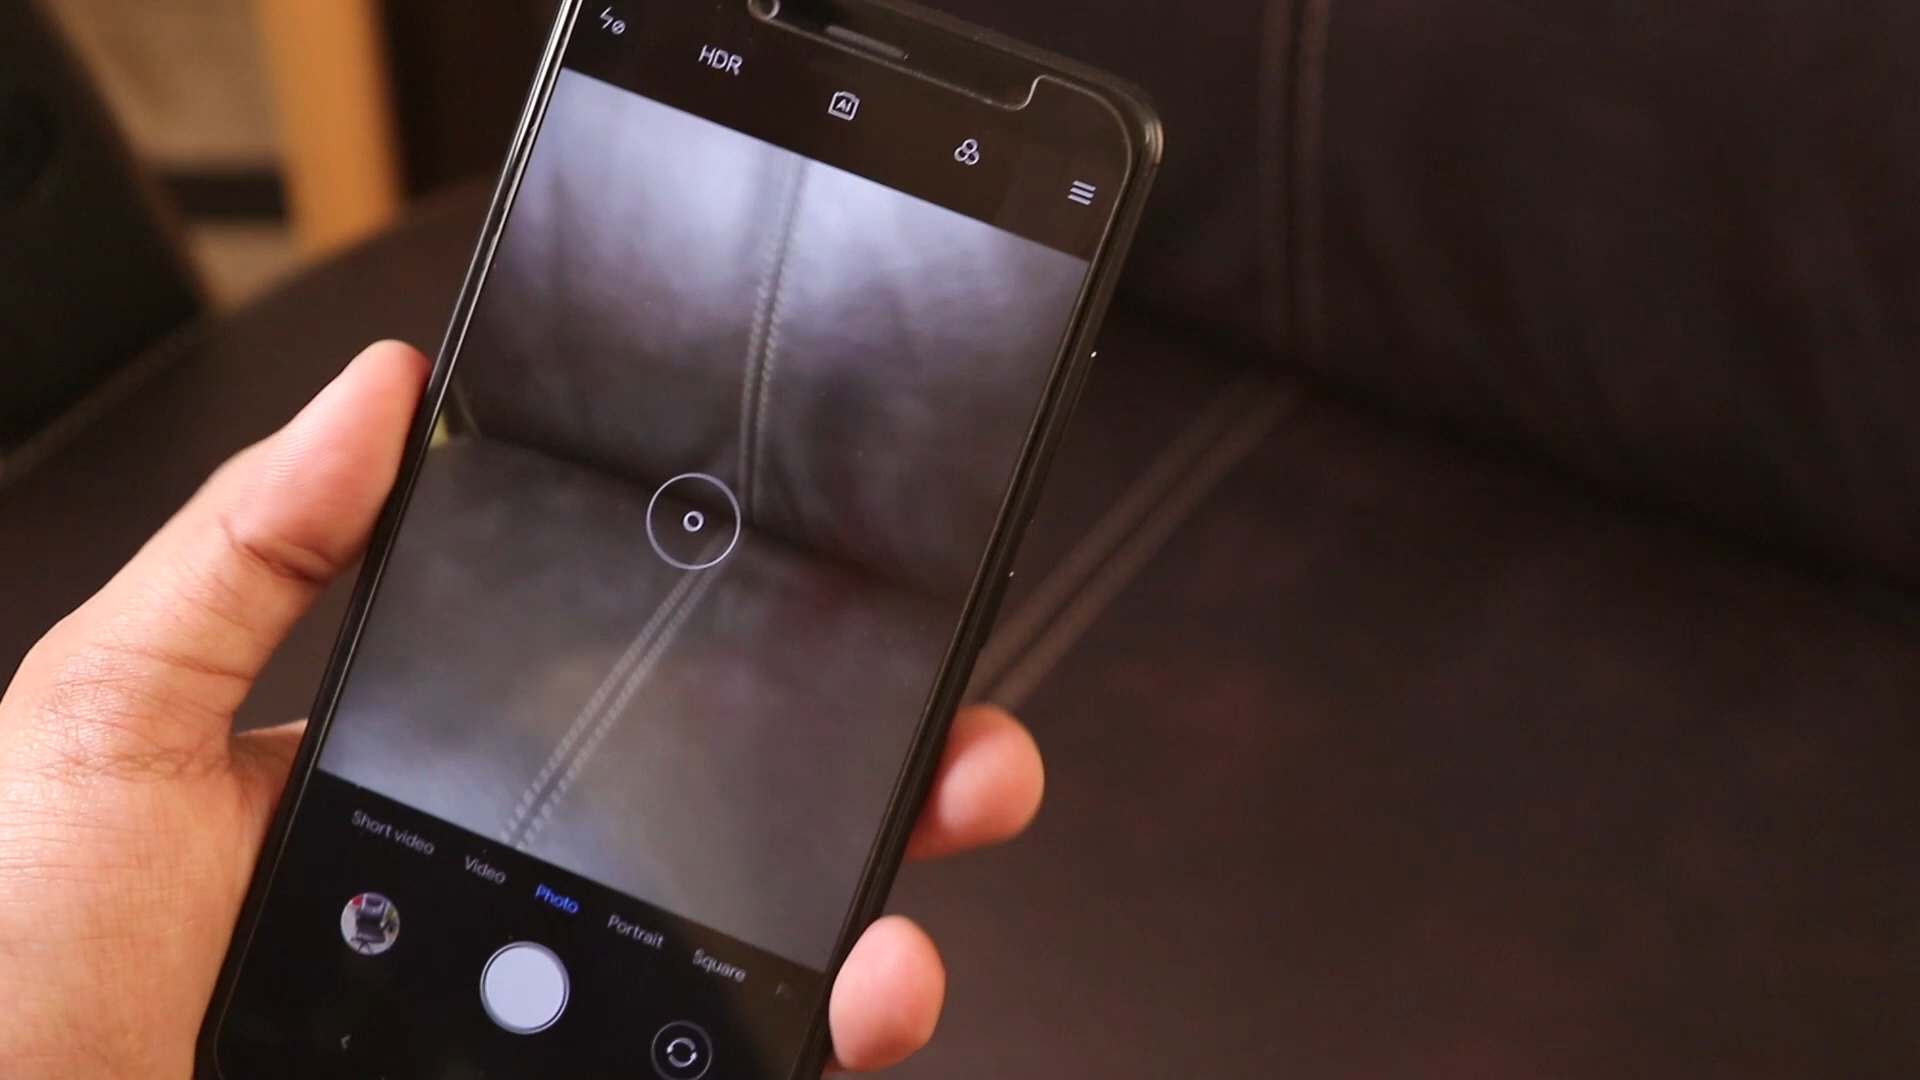 HDR
AI
Short video
Video
Photo
Portrait
Square